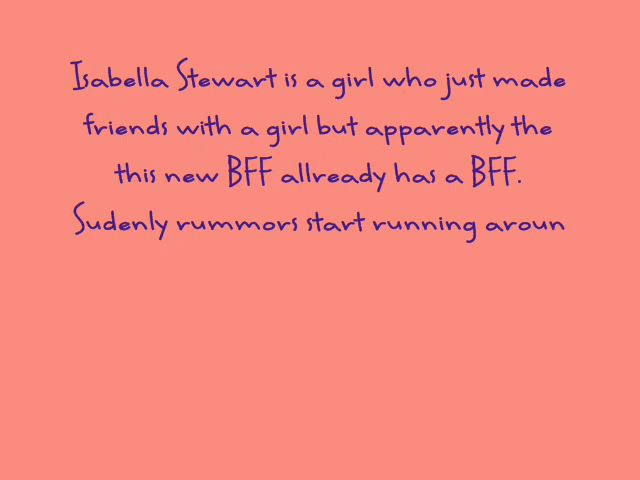 Isabella Stewart is a girl who just made
friends with a girl but apparently the
this new BFF allready has a BFF.
Sudenly rummors start running aroun